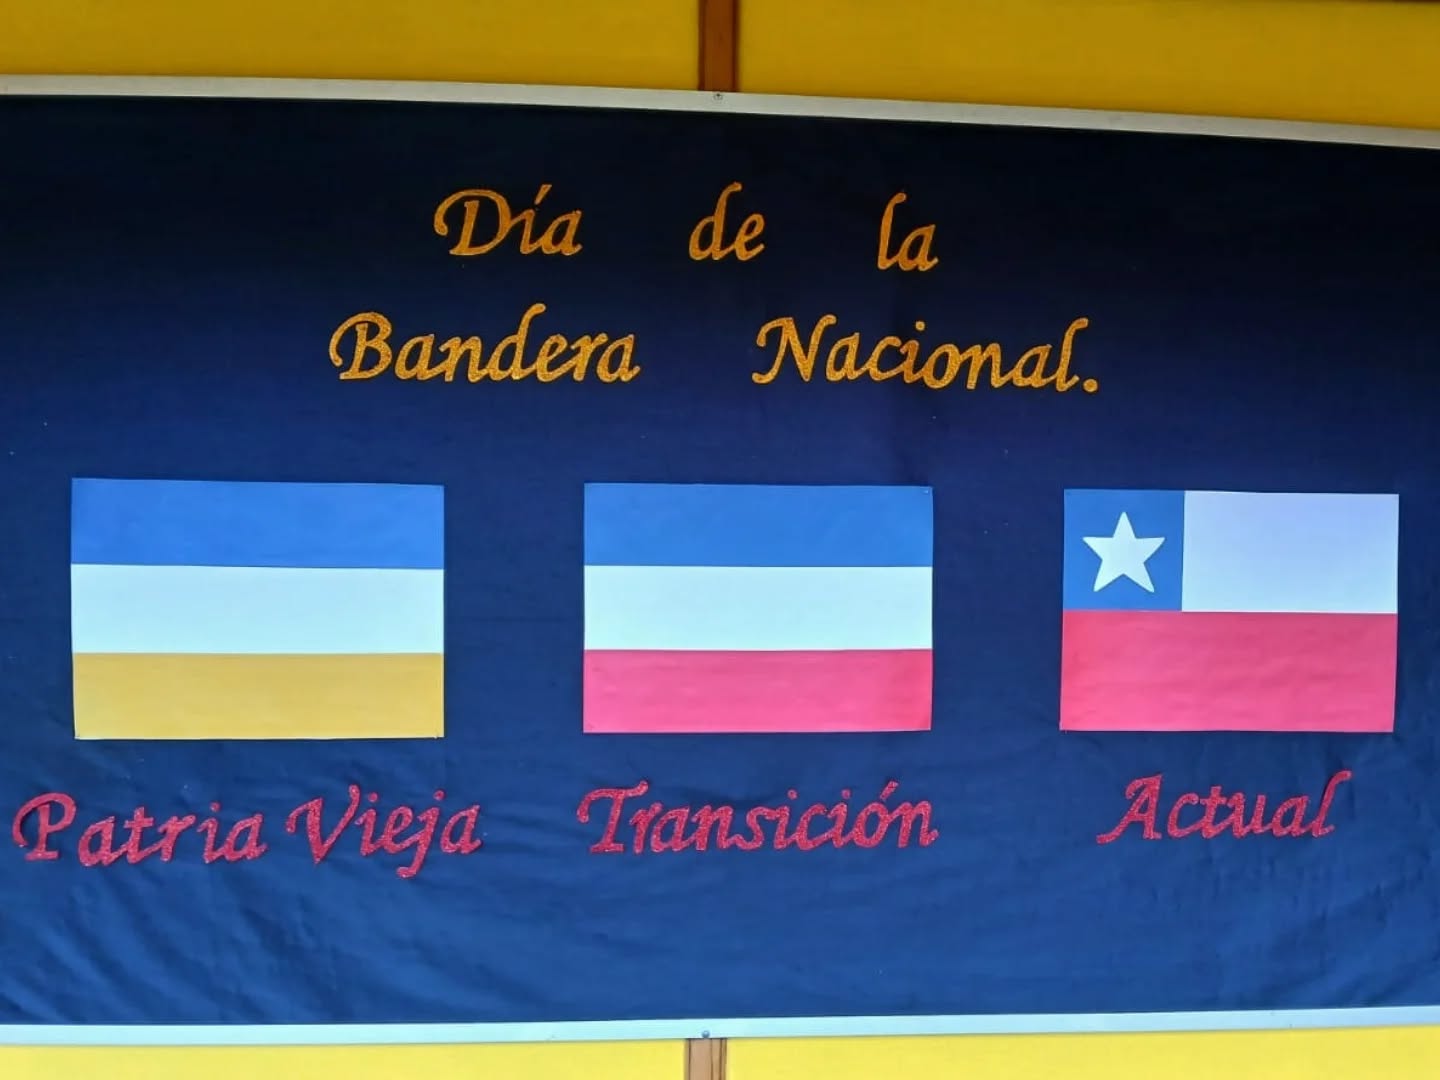 Día de la
Bandera Nacional.
Patria Vieja
Transición
Actual